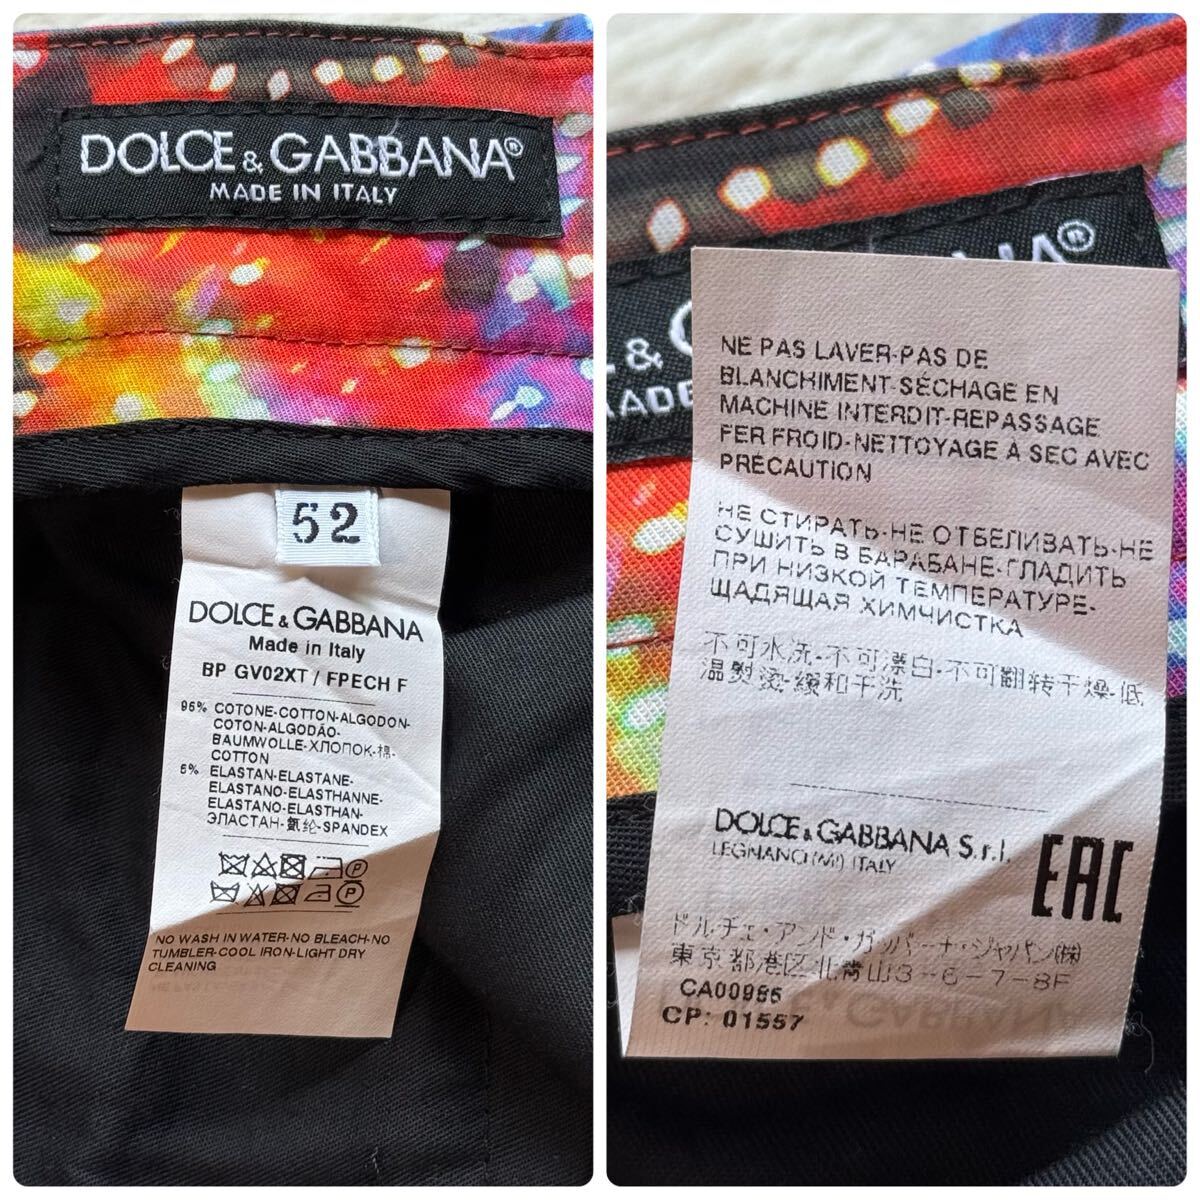 DOLCE & GABBANA®
MADE IN ITALY
52
DOLCE & GABBANA
Made in Italy
BP GV02XT / FPECH F
95% COTONE-COTTON-ALGODON-
COTON-ALGODÃO-
BAUMWOLLE-ХЛОПОК-棉-
COTTON
5% ELASTAN-ELASTANE-
ELASTANO-ELASTHANNE-
ELASTANO-ELASTHAN-
ЭЛАСТАН-氨纶-SPANDEX
NO WASH IN WATER-NO BLEACH-NO
TUMBLER-COOL IRON-LIGHT DRY
CLEANING
NE PAS LAVER-PAS DE
BLANCHIMENT-SÉCHAGE EN
MACHINE INTERDIT-REPASSAGE
FER FROID-NETTOYAGE À SEC AVEC
PRÉCAUTION
НЕ СТИРАТЬ-НЕ ОТБЕЛИВАТЬ-НЕ
СУШИТЬ В БАРАБАНЕ-ГЛАДИТЬ
ПРИ НИЗКОЙ ТЕМПЕРАТУРЕ-
ЩАДЯЩАЯ ХИМЧИСТКА
不可水洗-不可漂白-不可翻转干燥-低
温熨烫-缓和干洗
DOLCE & GABBANA S.r.l.
LEGNANO (MI) ITALY
EAC
ドルチェ・アンド・ガッバーナ・ジャパン(株)
東京都港区北青山3-6-7-8F
CA00985
CP: 01557